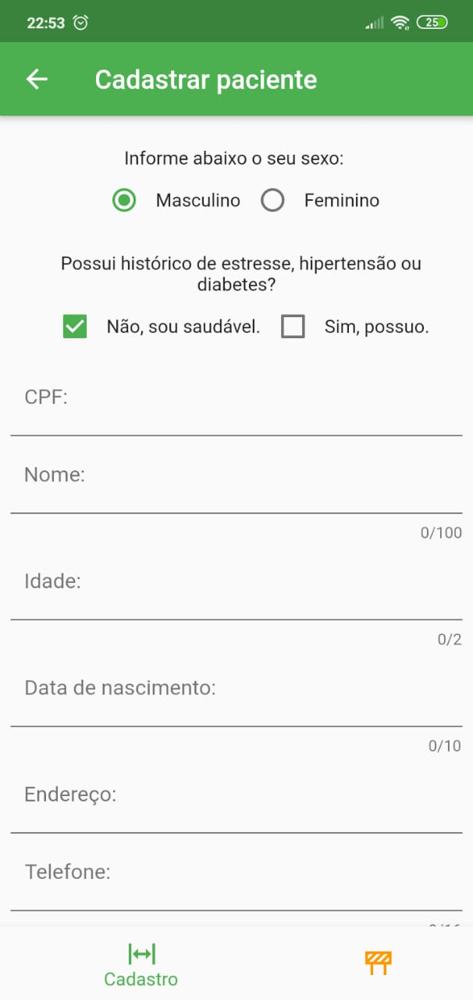 22:53
25
Cadastrar paciente
Informe abaixo o seu sexo:
Masculino Feminino
Possui histórico de estresse, hipertensão ou
diabetes?
Não, sou saudável. Sim, possuo.
CPF:
Nome:
0/100
Idade:
0/2
Data de nascimento:
0/10
Endereço:
Telefone:
Cadastro